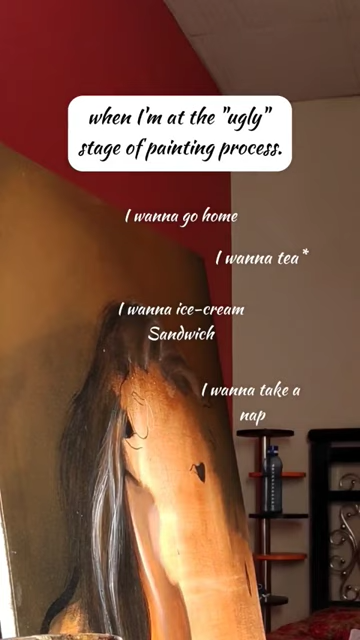 when I'm at the "ugly"
stage of painting process.
I wanna go home
I wanna tea*
I wanna ice-cream
Sandwich
I wanna take a
nap